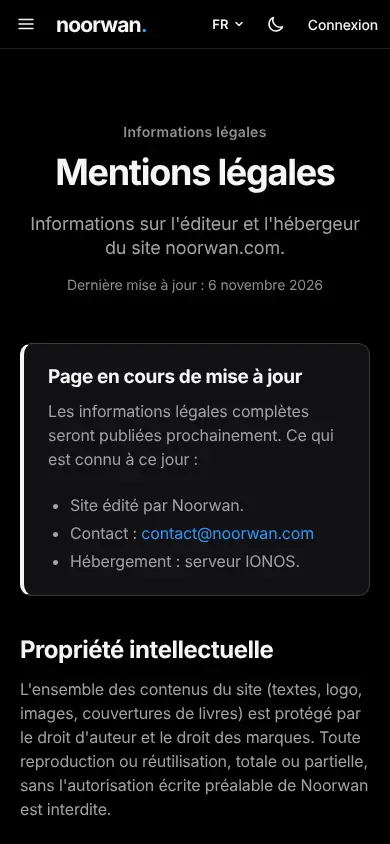 noorwan.
FR
Connexion
Informations légales
Mentions légales
Informations sur l'éditeur et l'hébergeur
du site noorwan.com.
Dernière mise à jour : 6 novembre 2026
Page en cours de mise à jour
Les informations légales complètes
seront publiées prochainement. Ce qui
est connu à ce jour :
• Site édité par Noorwan.
• Contact : contact@noorwan.com
• Hébergement : serveur IONOS.
Propriété intellectuelle
L'ensemble des contenus du site (textes, logo,
images, couvertures de livres) est protégé par
le droit d'auteur et le droit des marques. Toute
reproduction ou réutilisation, totale ou partielle,
sans l'autorisation écrite préalable de Noorwan
est interdite.